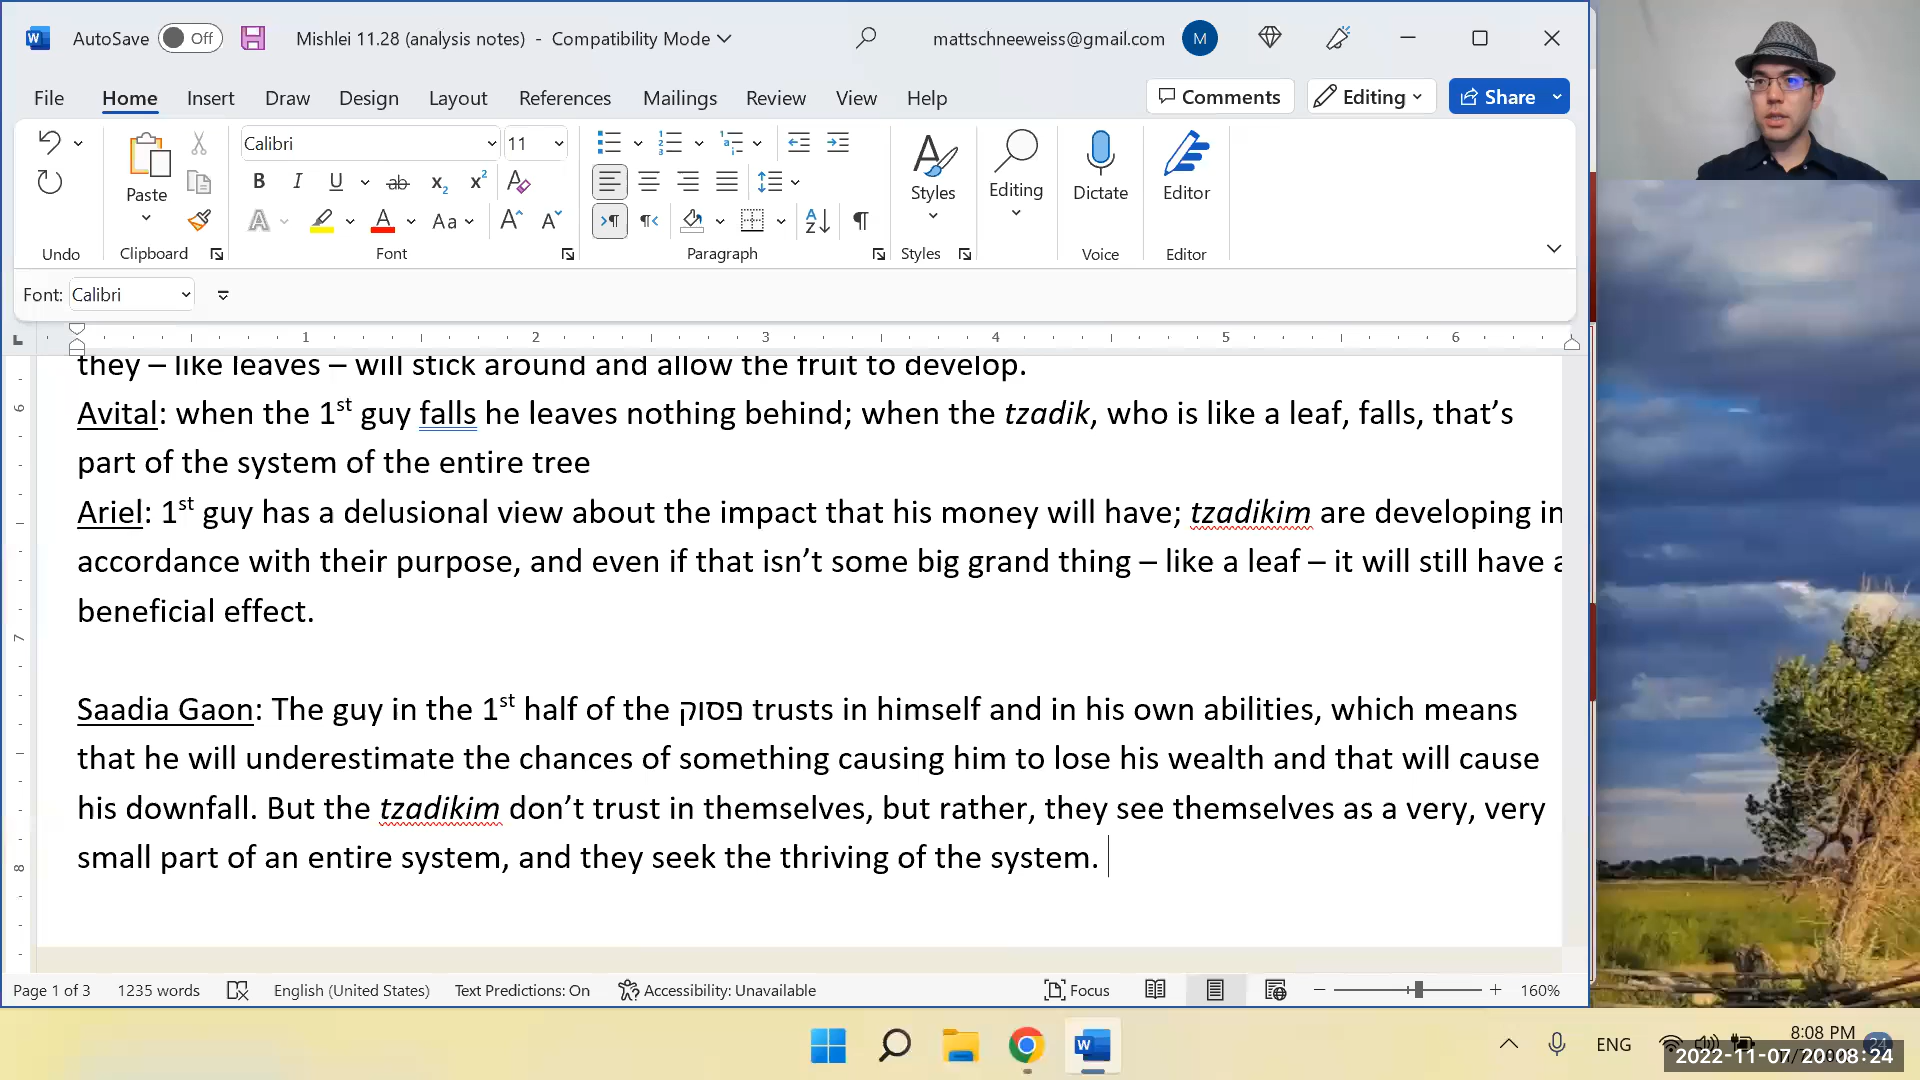 AutoSave Off Mishlei 11.28 (analysis notes) - Compatibility Mode mattschneeweiss@gmail.com M
File Home Insert Draw Design Layout References Mailings Review View Help Comments Editing Share
Calibri 11
Paste Styles Editing Dictate Editor
Undo Clipboard Font Paragraph Styles Voice Editor
Font: Calibri
1 2 3 4 5 6
they – like leaves – will stick around and allow the fruit to develop.
Avital: when the 1st guy falls he leaves nothing behind; when the tzadik, who is like a leaf, falls, that's
part of the system of the entire tree
Ariel: 1st guy has a delusional view about the impact that his money will have; tzadikim are developing in
accordance with their purpose, and even if that isn't some big grand thing – like a leaf – it will still have a
beneficial effect.
Saadia Gaon: The guy in the 1st half of the פסוק trusts in himself and in his own abilities, which means
that he will underestimate the chances of something causing him to lose his wealth and that will cause
his downfall. But the tzadikim don't trust in themselves, but rather, they see themselves as a very, very
small part of an entire system, and they seek the thriving of the system.
Page 1 of 3 1235 words English (United States) Text Predictions: On Accessibility: Unavailable Focus 160%
ENG 8:08 PM
2022-11-07 20:08:24